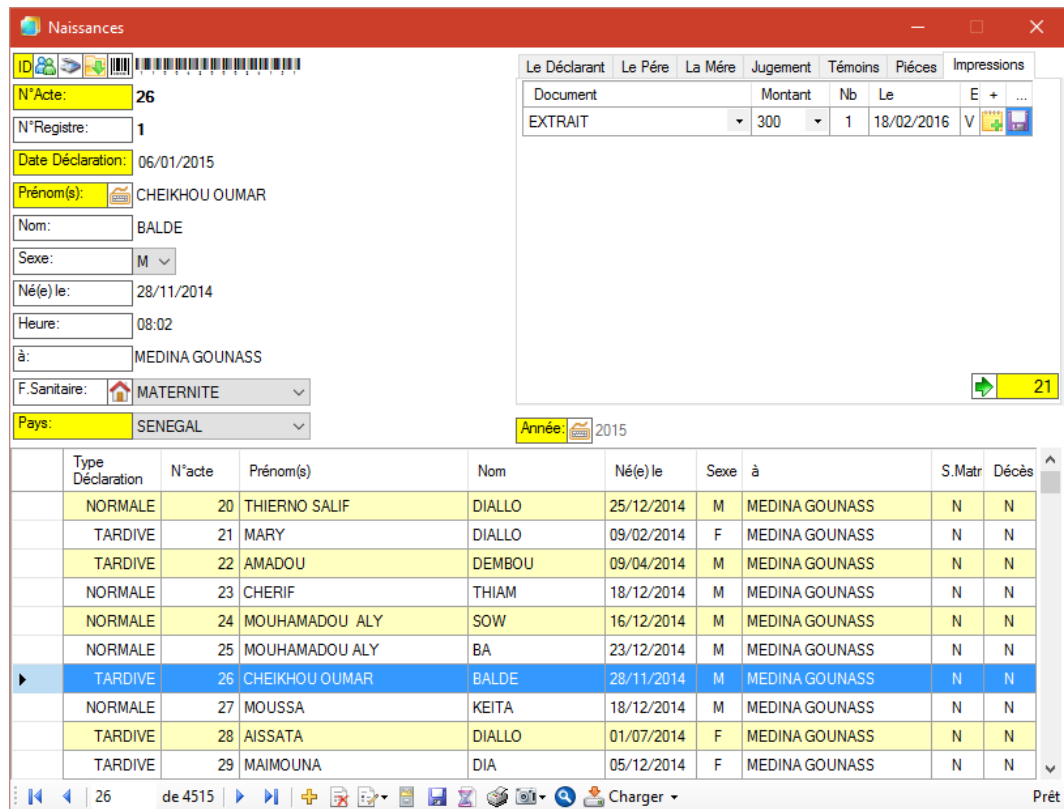 Naissances
ID
Le Déclarant Le Pére La Mére Jugement Témoins Piéces Impressions
N°Acte: 26
Document Montant Nb Le E + ...
EXTRAIT 300 1 18/02/2016 V
N°Registre: 1
Date Déclaration: 06/01/2015
Prénom(s): CHEIKHOU OUMAR
Nom: BALDE
Sexe: M
Né(e) le: 28/11/2014
Heure: 08:02
à: MEDINA GOUNASS
F.Sanitaire: MATERNITE
21
Pays: SENEGAL
Année: 2015
Type Déclaration N°acte Prénom(s) Nom Né(e) le Sexe à S.Matr Décès
NORMALE 20 THIERNO SALIF DIALLO 25/12/2014 M MEDINA GOUNASS N N
TARDIVE 21 MARY DIALLO 09/02/2014 F MEDINA GOUNASS N N
TARDIVE 22 AMADOU DEMBOU 09/04/2014 M MEDINA GOUNASS N N
NORMALE 23 CHERIF THIAM 18/12/2014 M MEDINA GOUNASS N N
NORMALE 24 MOUHAMADOU ALY SOW 16/12/2014 M MEDINA GOUNASS N N
NORMALE 25 MOUHAMADOU ALY BA 23/12/2014 M MEDINA GOUNASS N N
TARDIVE 26 CHEIKHOU OUMAR BALDE 28/11/2014 M MEDINA GOUNASS N N
NORMALE 27 MOUSSA KEITA 18/12/2014 M MEDINA GOUNASS N N
TARDIVE 28 AISSATA DIALLO 01/07/2014 F MEDINA GOUNASS N N
TARDIVE 29 MAIMOUNA DIA 05/12/2014 F MEDINA GOUNASS N N
26 de 4515 Charger Prêt